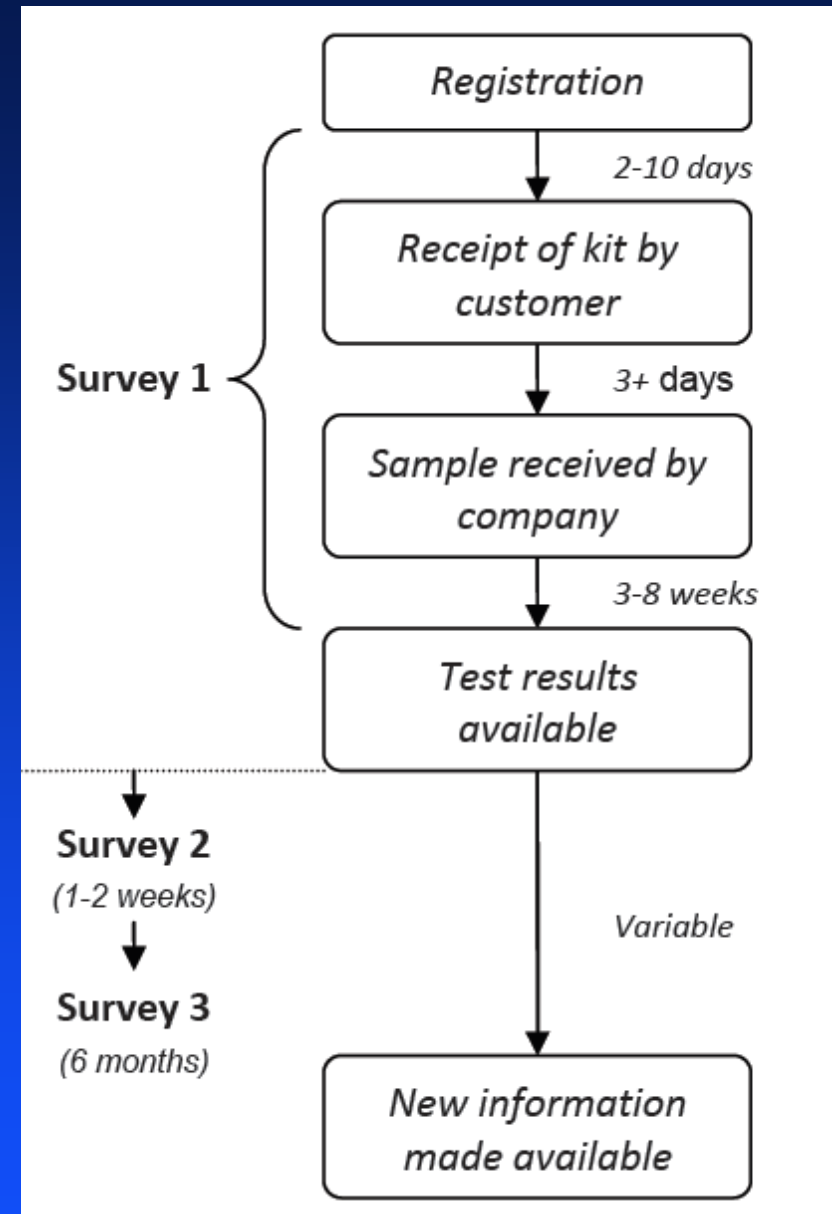 Registration
2-10 days
Receipt of kit by
customer
Survey 1
3+ days
Sample received by
company
3-8 weeks
Test results
available
Survey 2
(1-2 weeks)
Variable
Survey 3
(6 months)
New information
made available